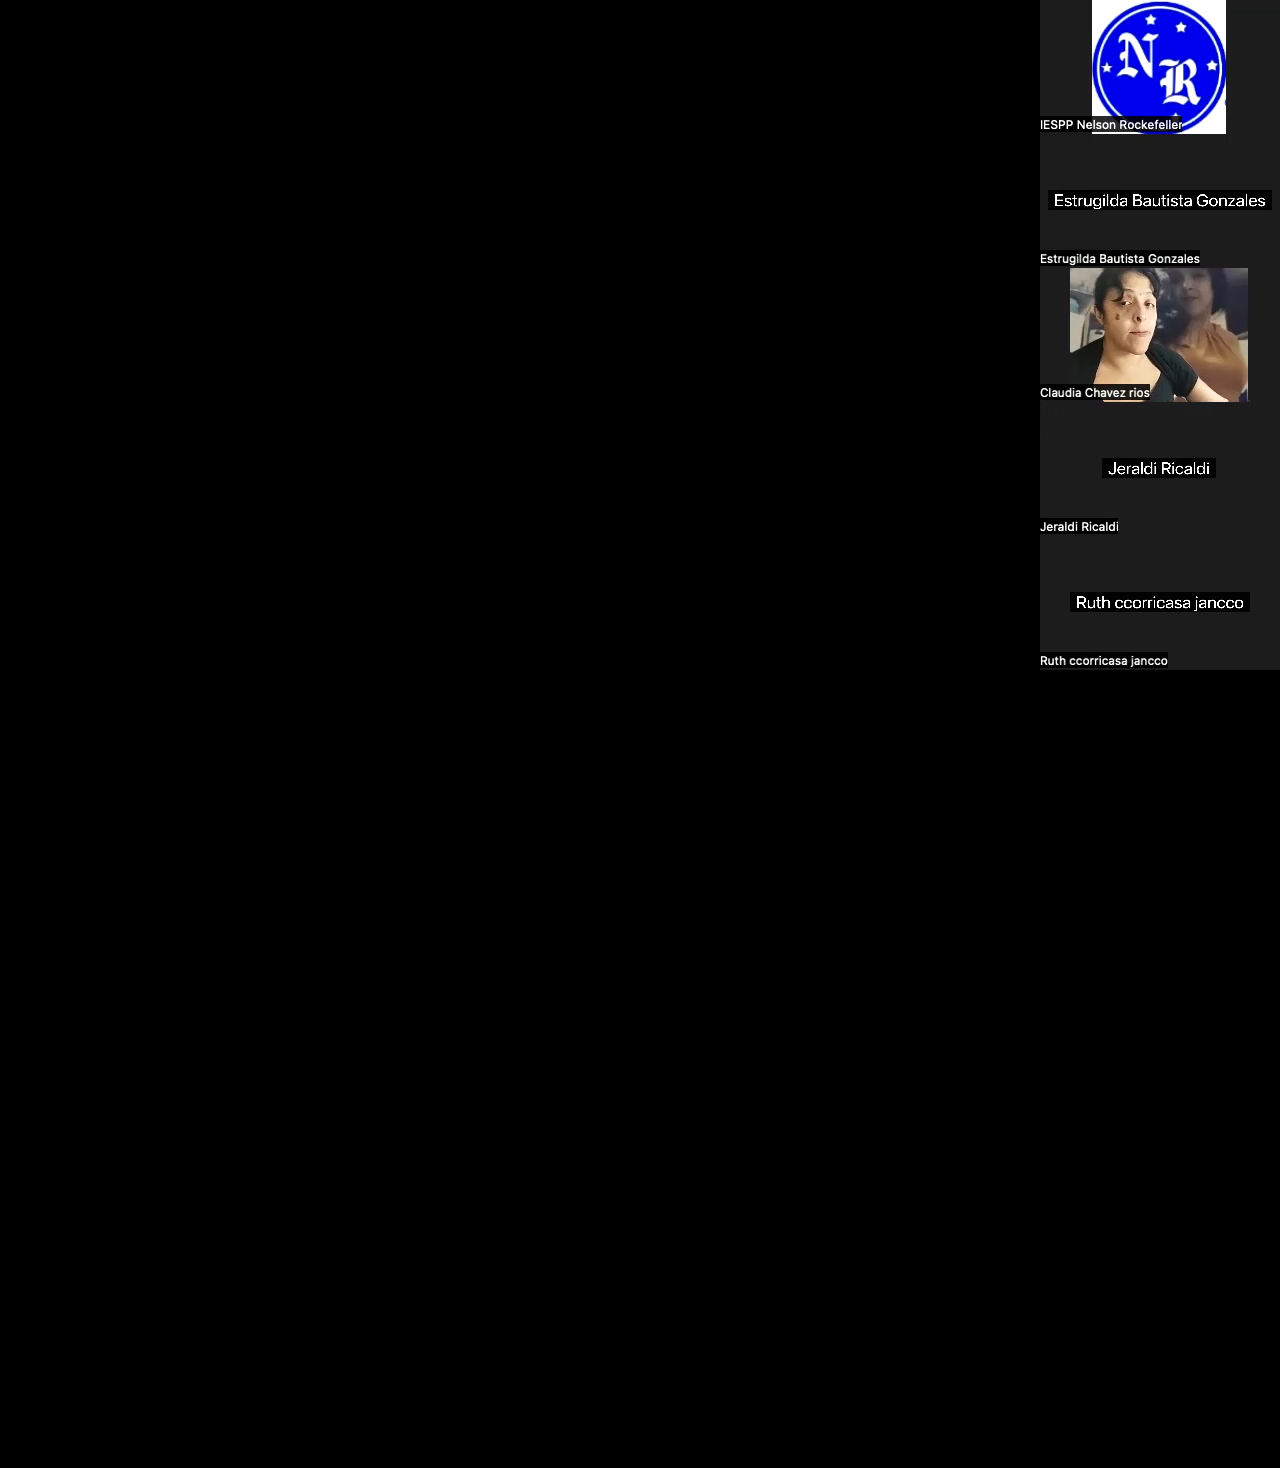 N
R
IESPP Nelson Rockefeller
Estrugilda Bautista Gonzales
Estrugilda Bautista Gonzales
Claudia Chavez rios
Jeraldi Ricaldi
Jeraldi Ricaldi
Ruth ccorricasa jancco
Ruth ccorricasa jancco